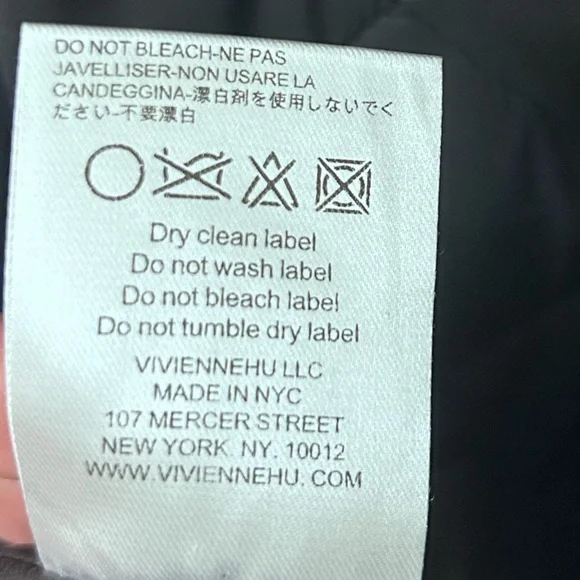 DO NOT BLEACH-NE PAS
JAVELLISER-NON USARE LA
CANDEGGINA-漂白剤を使用しないでく
ださい-不要漂白
Dry clean label
Do not wash label
Do not bleach label
Do not tumble dry label
VIVIENNEHU LLC
MADE IN NYC
107 MERCER STREET
NEW YORK. NY. 10012
WWW.VIVIENNEHU. COM